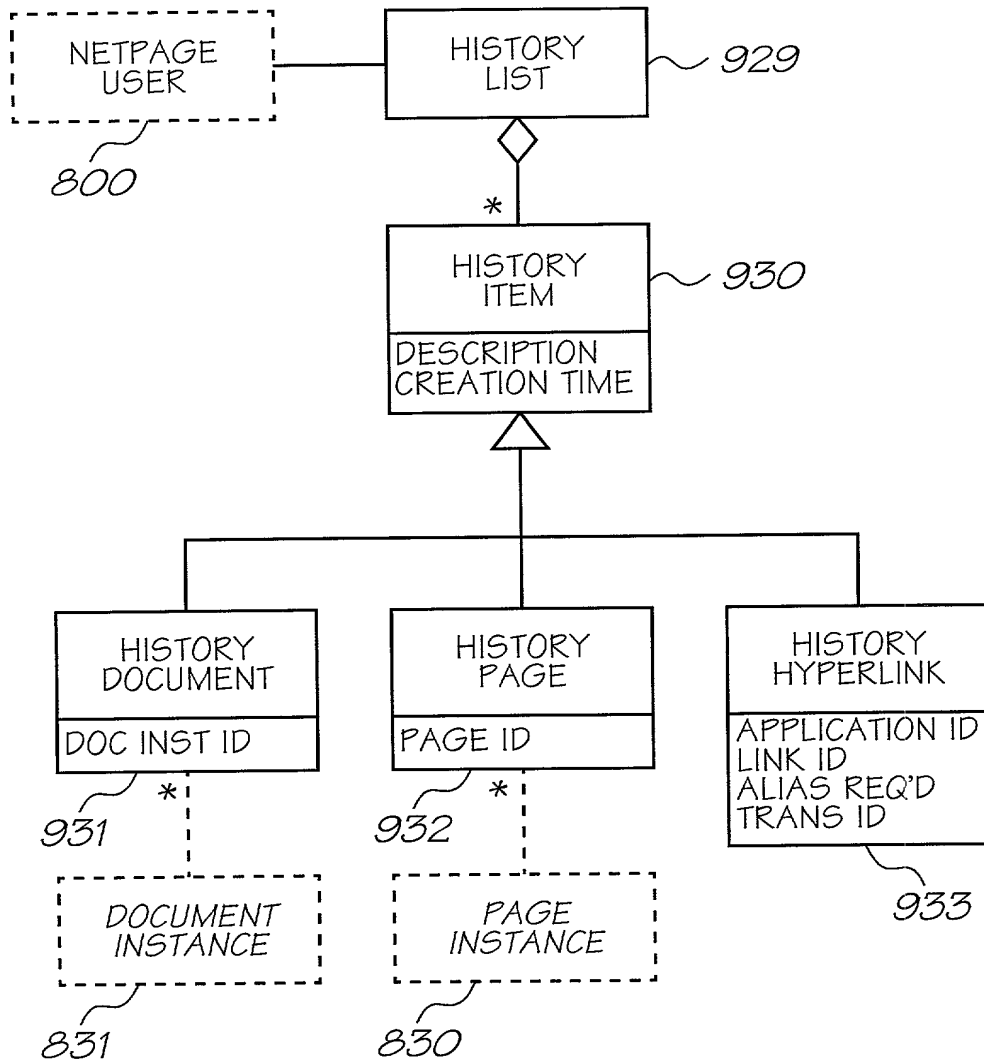 NETPAGE
USER
800
HISTORY
LIST
929
*
HISTORY
ITEM
930
DESCRIPTION
CREATION TIME
HISTORY
DOCUMENT
DOC INST ID
931
*
HISTORY
PAGE
PAGE ID
932
*
HISTORY
HYPERLINK
APPLICATION ID
LINK ID
ALIAS REQ'D
TRANS ID
933
DOCUMENT
INSTANCE
831
PAGE
INSTANCE
830